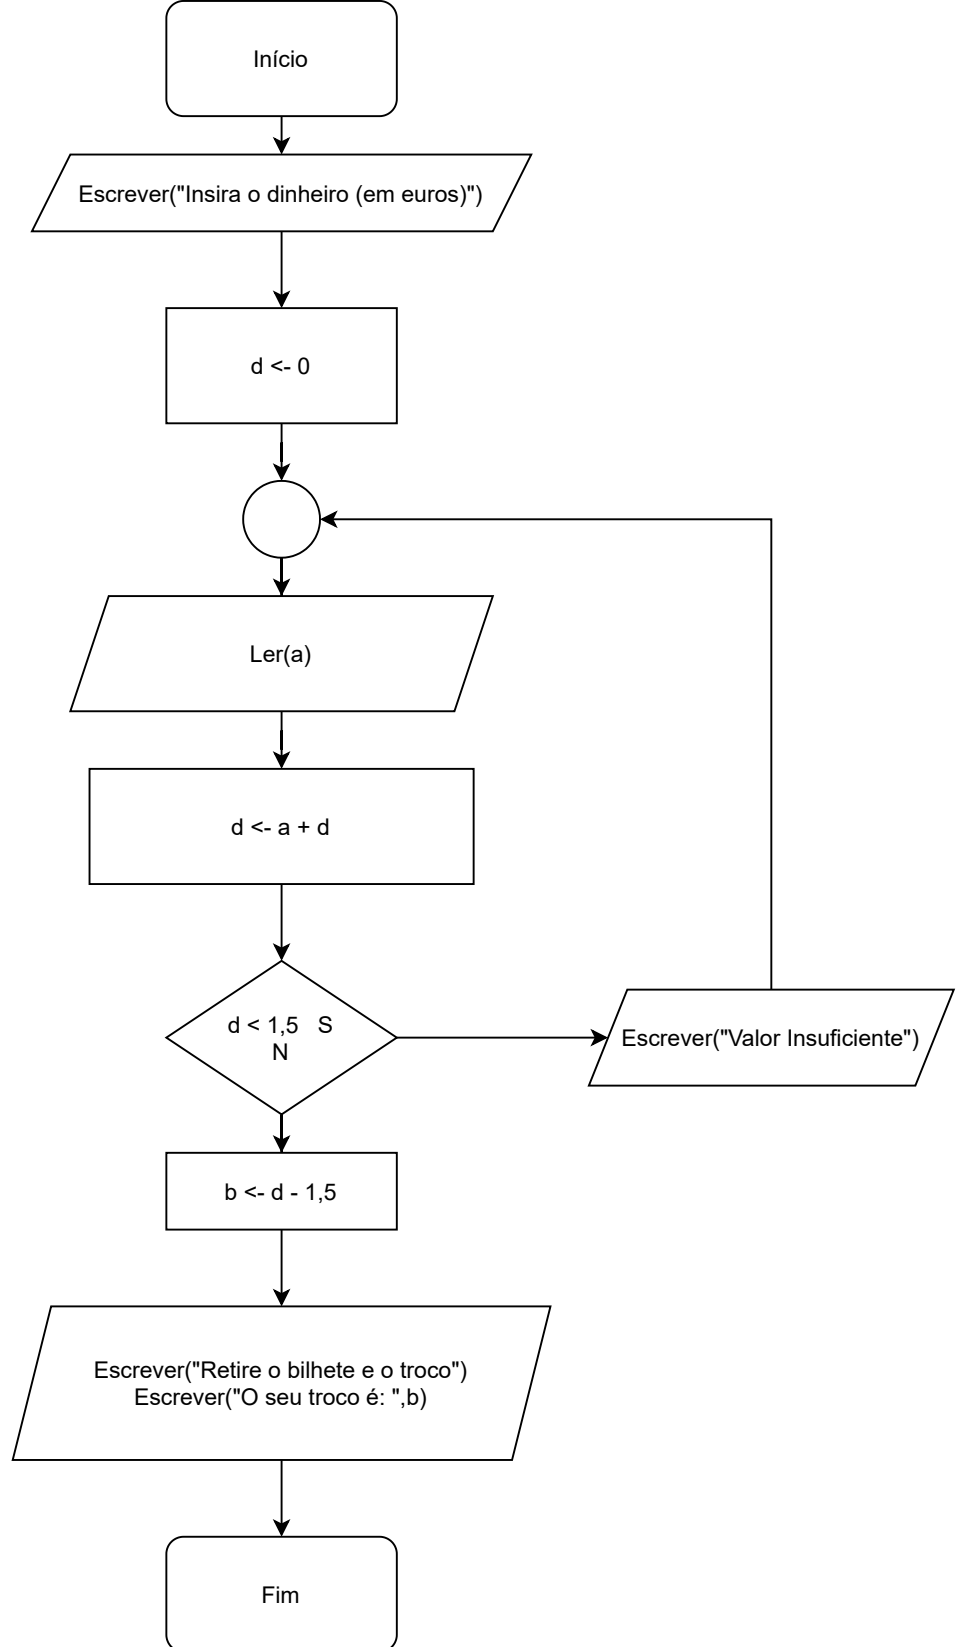 Início
Escrever("Insira o dinheiro (em euros)")
d <- 0
Ler(a)
d <- a + d
d < 1,5   S
N
Escrever("Valor Insuficiente")
b <- d - 1,5
Escrever("Retire o bilhete e o troco")
Escrever("O seu troco é: ",b)
Fim